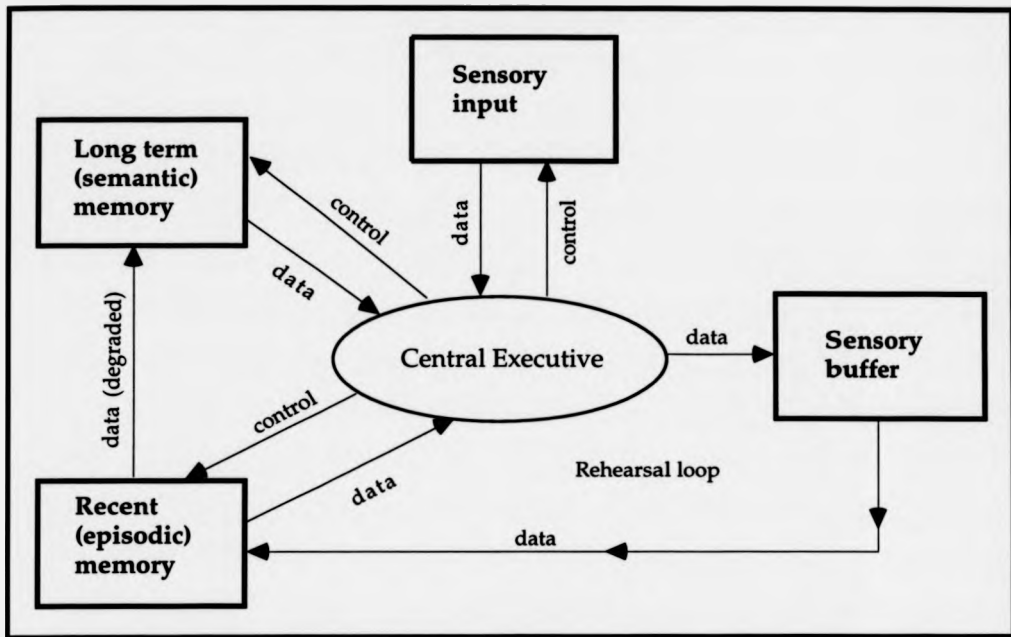 Sensory
input
Long term
(semantic)
memory
control
data
data
control
data (degraded)
Central Executive
data
Sensory
buffer
control
data
Rehearsal loop
Recent
(episodic)
memory
data